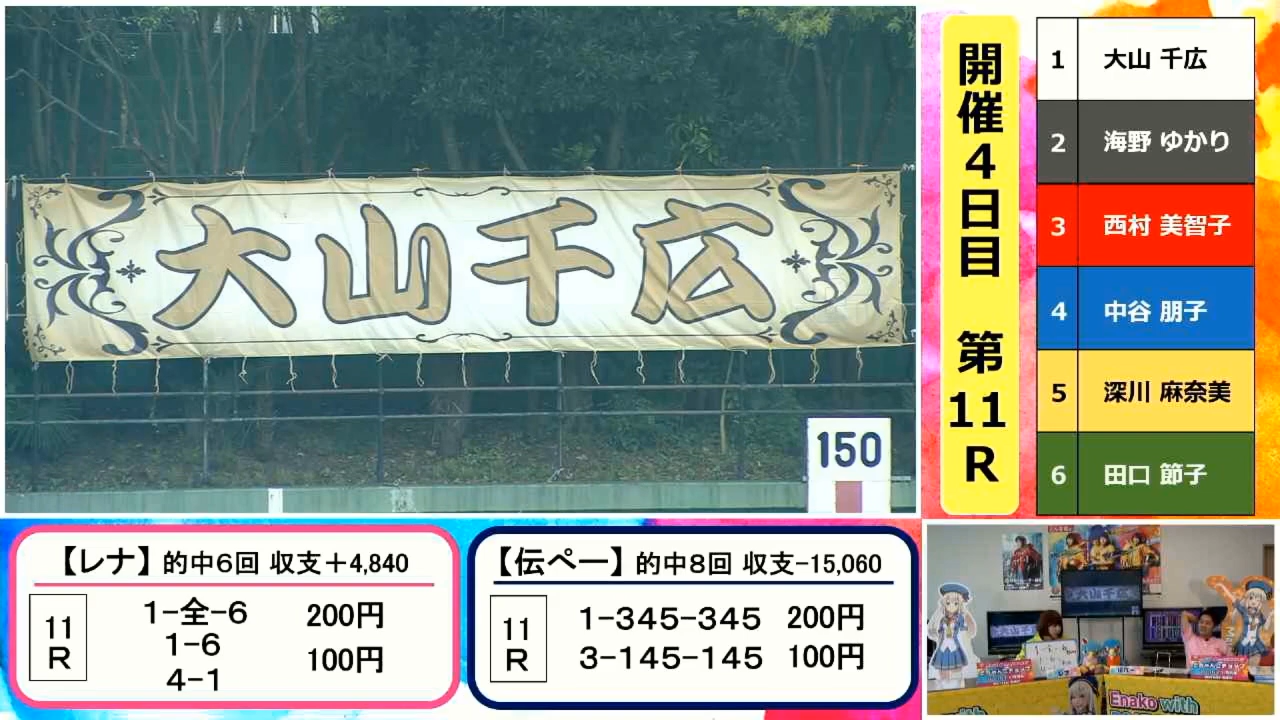 大山千広
150
開催4日目 第11R
1 大山 千広
2 海野 ゆかり
3 西村 美智子
4 中谷 朋子
5 深川 麻奈美
6 田口 節子
【レナ】 的中6回 収支+4,840
11R
1-全-6 200円
1-6 100円
4-1
【伝ペー】 的中8回 収支-15,060
11R
1-345-345 200円
3-145-145 100円
大山千広
Enako with